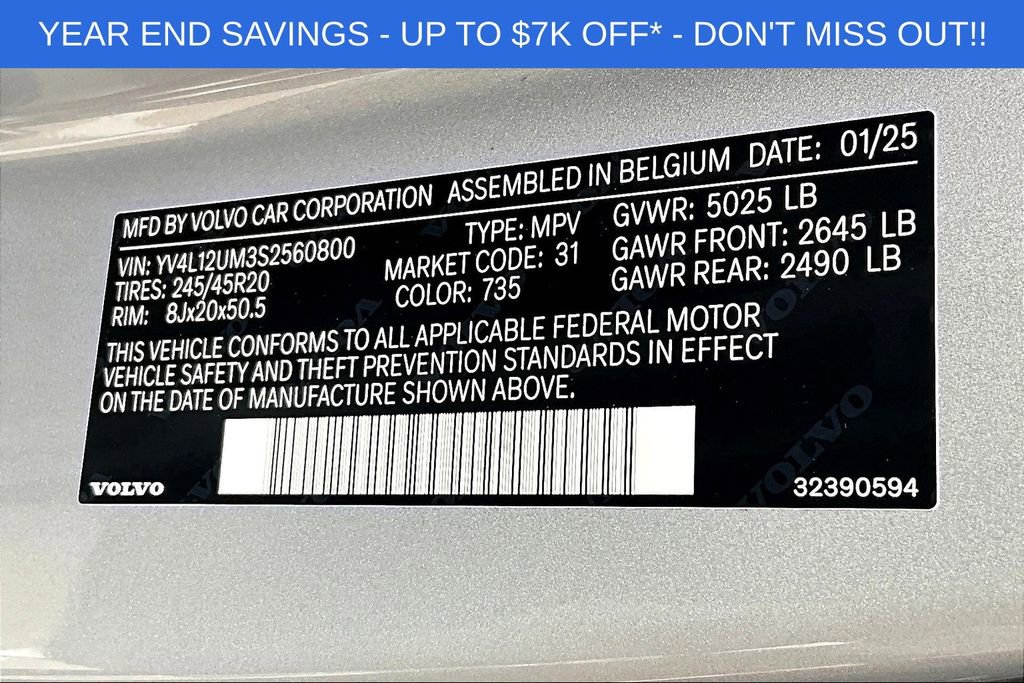 YEAR END SAVINGS - UP TO $7K OFF* - DON'T MISS OUT!!
MFD BY VOLVO CAR CORPORATION ASSEMBLED IN BELGIUM DATE: 01/25
VIN: YV4L12UM3S2560800 TYPE: MPV GVWR: 5025 LB
TIRES: 245/45R20 MARKET CODE: 31 GAWR FRONT: 2645 LB
RIM: 8Jx20x50.5 COLOR: 735 GAWR REAR: 2490 LB
THIS VEHICLE CONFORMS TO ALL APPLICABLE FEDERAL MOTOR
VEHICLE SAFETY AND THEFT PREVENTION STANDARDS IN EFFECT
ON THE DATE OF MANUFACTURE SHOWN ABOVE.
VOLVO 32390594